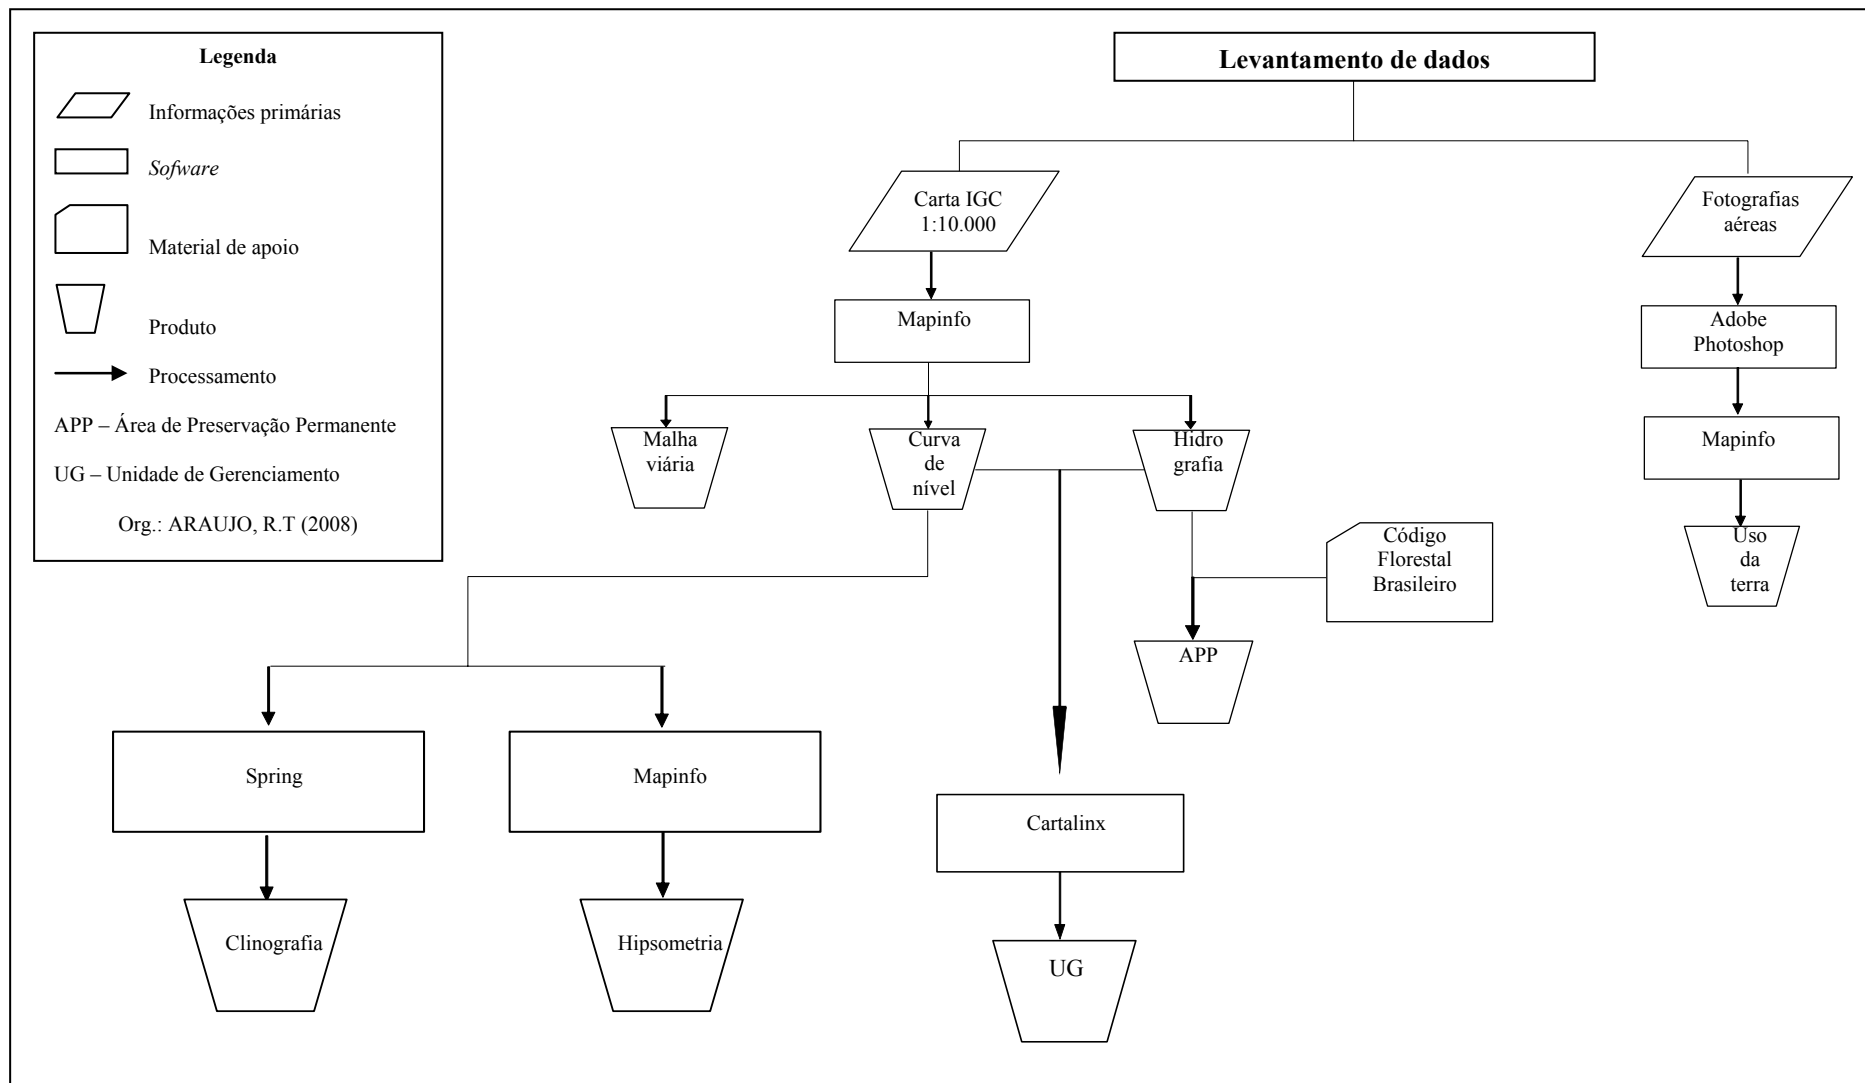 Legenda
Informações primárias
Sofware
Material de apoio
Produto
Processamento
APP – Área de Preservação Permanente
UG – Unidade de Gerenciamento
Org.: ARAUJO, R.T (2008)
Levantamento de dados
Carta IGC
1:10.000
Fotografias
aéreas
Mapinfo
Adobe
Photoshop
Malha
viária
Curva
de
nível
Hidro
grafia
Mapinfo
Código
Florestal
Brasileiro
Uso
da
terra
APP
Spring
Mapinfo
Cartalinx
Clinografia
Hipsometria
UG